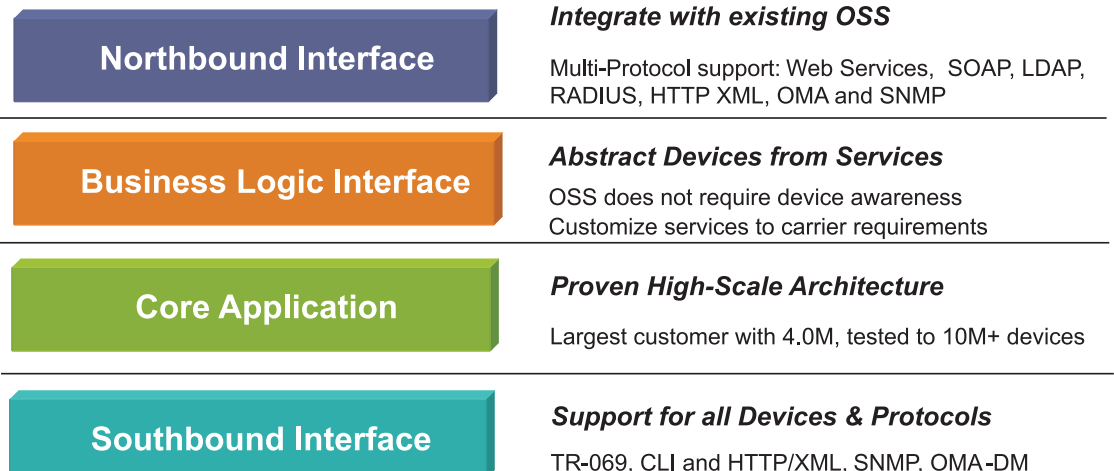 Northbound Interface
Integrate with existing OSS
Multi-Protocol support: Web Services, SOAP, LDAP,
RADIUS, HTTP XML, OMA and SNMP
Business Logic Interface
Abstract Devices from Services
OSS does not require device awareness
Customize services to carrier requirements
Core Application
Proven High-Scale Architecture
Largest customer with 4.0M, tested to 10M+ devices
Southbound Interface
Support for all Devices & Protocols
TR-069, CLI and HTTP/XML, SNMP, OMA-DM